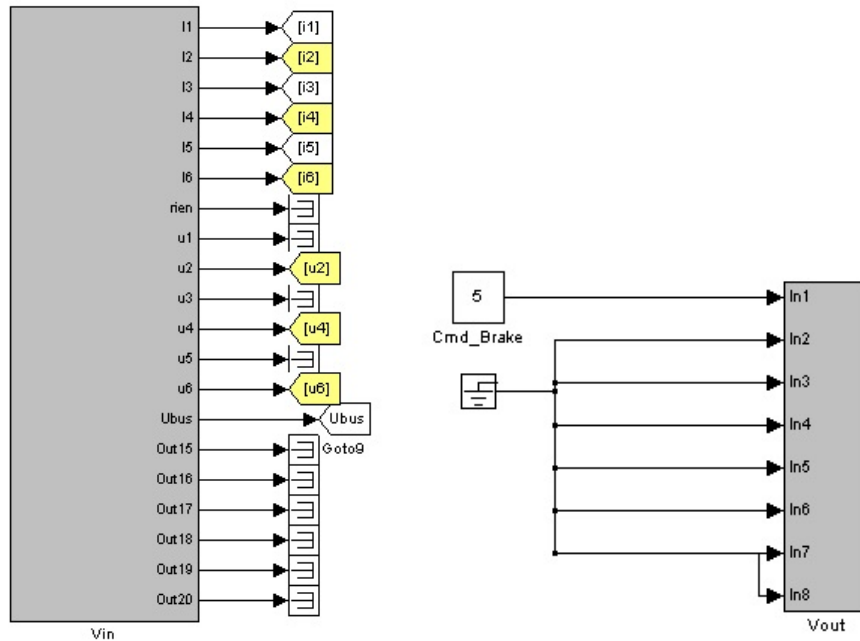 I1 [i1]
I2 [i2]
I3 [i3]
I4 [i4]
I5 [i5]
I6 [i6]
rien
u1
u2 [u2]
u3
u4 [u4]
u5
u6 [u6]
Ubus Ubus
Out15 Goto9
Out16
Out17
Out18
Out19
Out20
Vin
5
Cmd_Brake
In1
In2
In3
In4
In5
In6
In7
In8
Vout